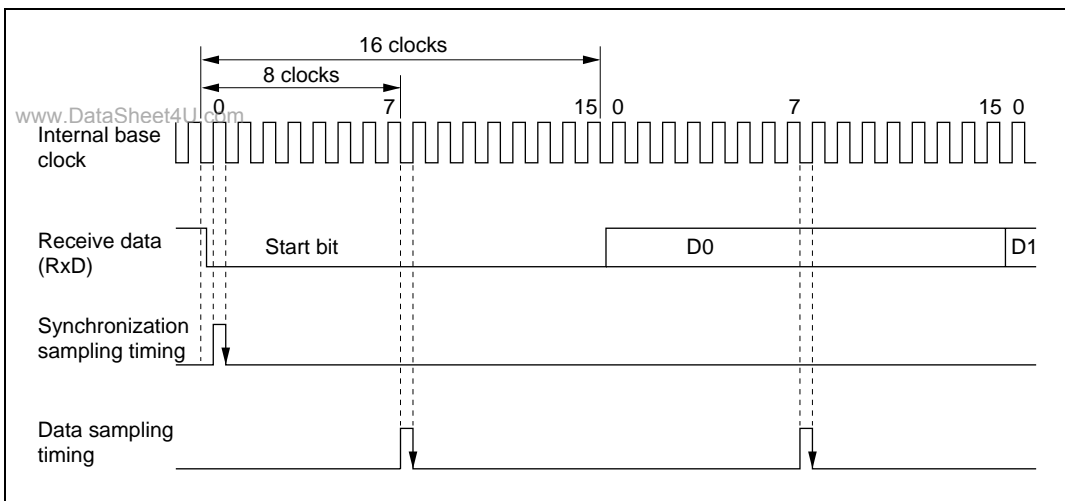 16 clocks
8 clocks
www.DataSheet4U.com
0 7 15 0 7 15 0
Internal base
clock
Receive data
(RxD)
Start bit D0 D1
Synchronization
sampling timing
Data sampling
timing